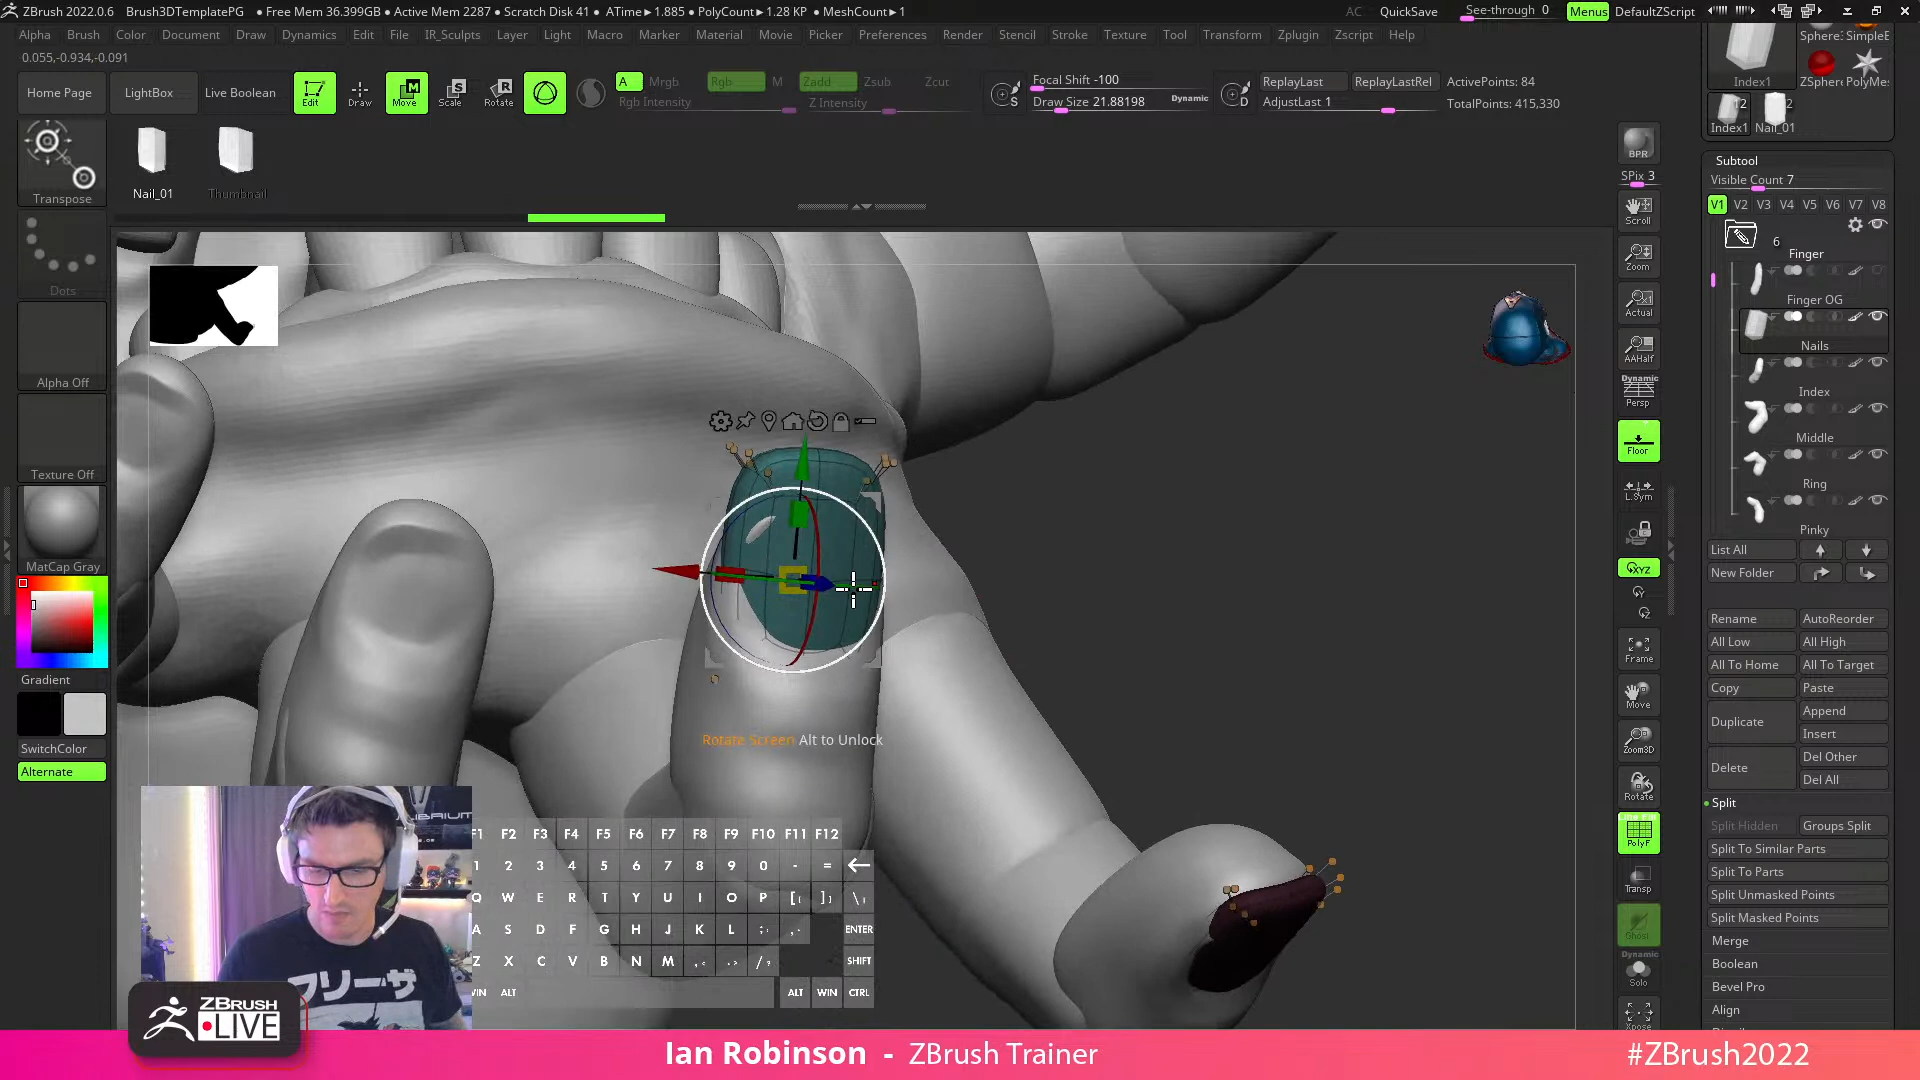 ZBrush 2022.0.6 Brush3DTemplatePG • Free Mem 36.399GB • Active Mem 2287 • Scratch Disk 41 • ATime►1.885 • PolyCount►1.28 KP • MeshCount►1 AC QuickSave See-through 0 Menus DefaultZScript
Alpha Brush Color Document Draw Dynamics Edit File IR_Sculpts Layer Light Macro Marker Material Movie Picker Preferences Render Stencil Stroke Texture Tool Transform Zplugin Zscript Help
0.055,-0.934,-0.091
Home Page LightBox Live Boolean Edit Draw Move Scale Rotate
A Mrgb Rgb M Zadd Zsub Zcut
Rgb Intensity Z Intensity
Focal Shift -100
Draw Size 21.88198 Dynamic
ReplayLast ReplayLastRel ActivePoints: 84
AdjustLast 1 TotalPoints: 415,330
Transpose
Dots
Alpha Off
Texture Off
MatCap Gray
Gradient
SwitchColor
Alternate
Nail_01 Thumbnail
Rotate Screen Alt to Unlock
BPR
SPix 3
Scroll
Zoom
Actual
AAHalf
Dynamic
Persp
Floor
L.Sym
XYZ
Frame
Move
Zoom3D
Rotate
Line Fill
PolyF
Transp
Ghost
Dynamic
Solo
Xpose
Index1
Index1 Nail_01
Subtool
Visible Count 7
V1 V2 V3 V4 V5 V6 V7 V8
6
Finger
Finger OG
Nails
Index
Middle
Ring
Pinky
List All
New Folder
Rename AutoReorder
All Low All High
All To Home All To Target
Copy Paste
Duplicate Append
Insert
Delete Del Other
Del All
Split
Split Hidden Groups Split
Split To Similar Parts
Split To Parts
Split Unmasked Points
Split Masked Points
Merge
Boolean
Bevel Pro
Align
F1 F2 F3 F4 F5 F6 F7 F8 F9 F10 F11 F12
1 2 3 4 5 6 7 8 9 0 - = ←
Q W E R T Y U I O P
A S D F G H J K L ENTER
Z X C V B N M SHIFT
WIN ALT ALT WIN CTRL
フリーザ
ZBRUSH
LIVE
Ian Robinson - ZBrush Trainer
#ZBrush2022